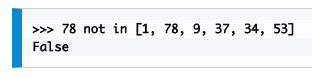 >>> 78 not in [1, 78, 9, 37, 34, 53]
False